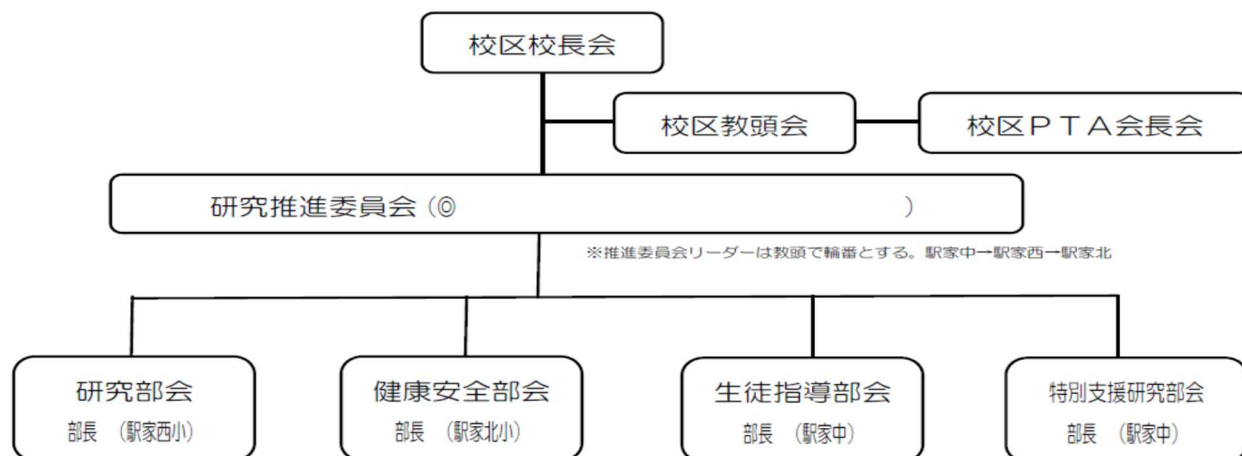 校区校長会
校区教頭会
校区PTA会長会
研究推進委員会(◎ )
※推進委員会リーダーは教頭で輪番とする。駅家中→駅家西→駅家北
研究部会
部長 (駅家西小)
健康安全部会
部長 (駅家北小)
生徒指導部会
部長 (駅家中)
特別支援研究部会
部長 (駅家中)